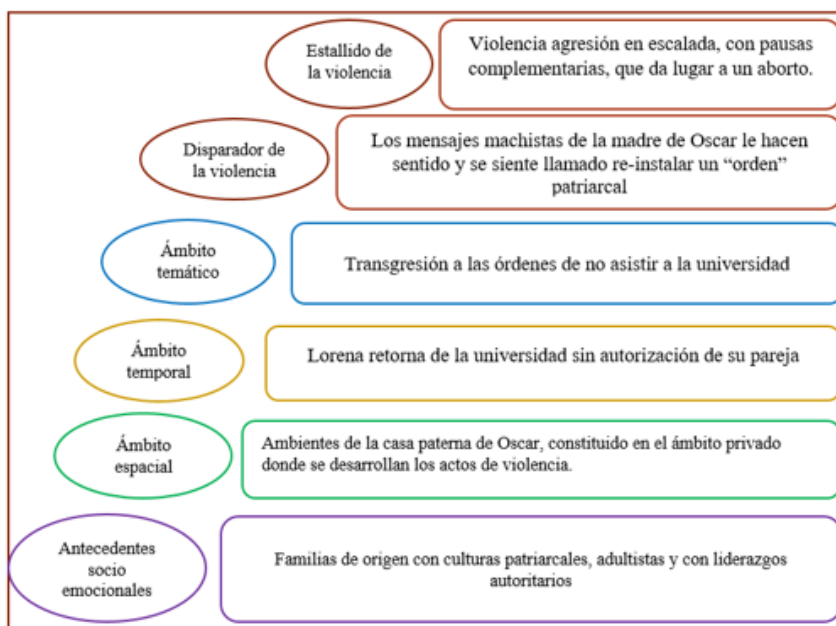 Estallido de
la violencia
Violencia agresión en escalada, con pausas
complementarias, que da lugar a un aborto.
Disparador de
la violencia
Los mensajes machistas de la madre de Oscar le hacen
sentido y se siente llamado re-instalar un “orden”
patriarcal
Ámbito
temático
Transgresión a las órdenes de no asistir a la universidad
Ámbito
temporal
Lorena retorna de la universidad sin autorización de su pareja
Ámbito
espacial
Ambientes de la casa paterna de Oscar, constituido en el ámbito privado
donde se desarrollan los actos de violencia.
Antecedentes
socio
emocionales
Familias de origen con culturas patriarcales, adultistas y con liderazgos
autoritarios